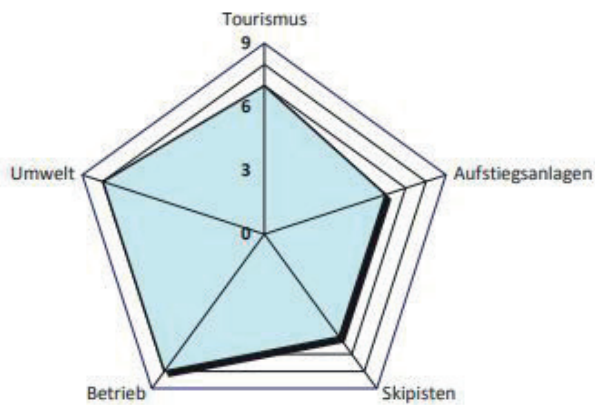 Tourismus
9
6
Umwelt
3
Aufstiegsanlagen
0
Betrieb
Skipisten